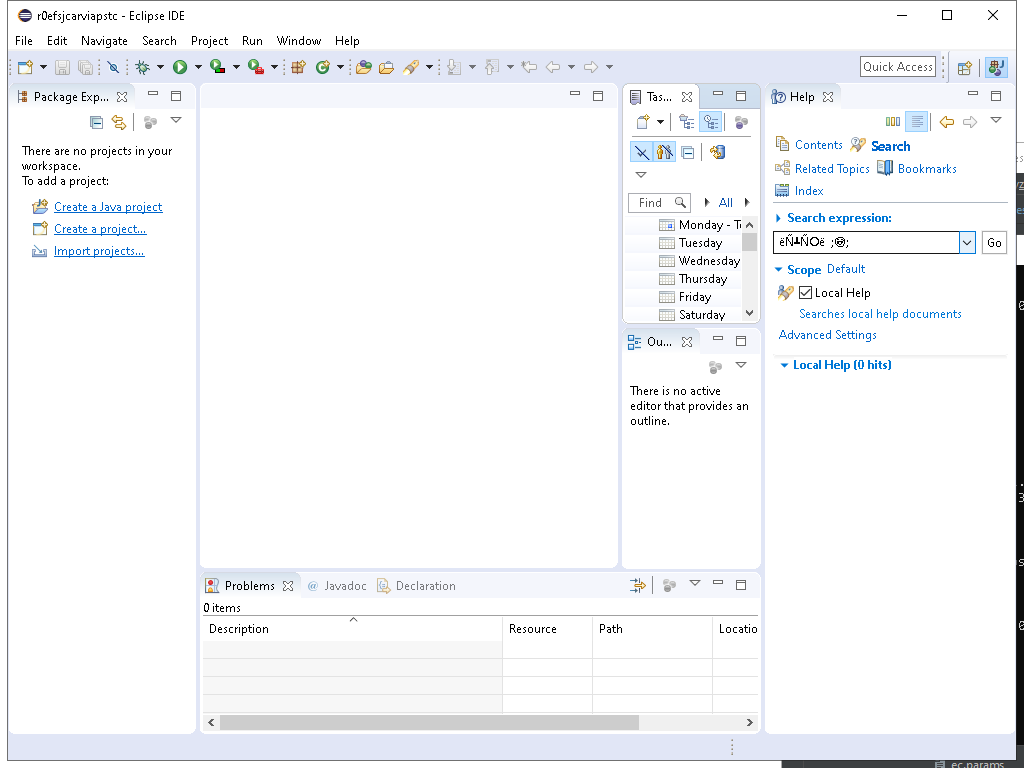 r0efsjcarviapstc - Eclipse IDE
File Edit Navigate Search Project Run Window Help
Quick Access
Package Exp...
There are no projects in your
workspace.
To add a project:
Create a Java project
Create a project...
Import projects...
Tas...
Find All
Monday - T
Tuesday
Wednesday
Thursday
Friday
Saturday
Ou...
There is no active
editor that provides an
outline.
Help
Contents Search
Related Topics Bookmarks
Index
Search expression:
Go
Scope Default
Local Help
Searches local help documents
Advanced Settings
Local Help (0 hits)
Problems @ Javadoc Declaration
0 items
Description Resource Path Locatio
ec.params